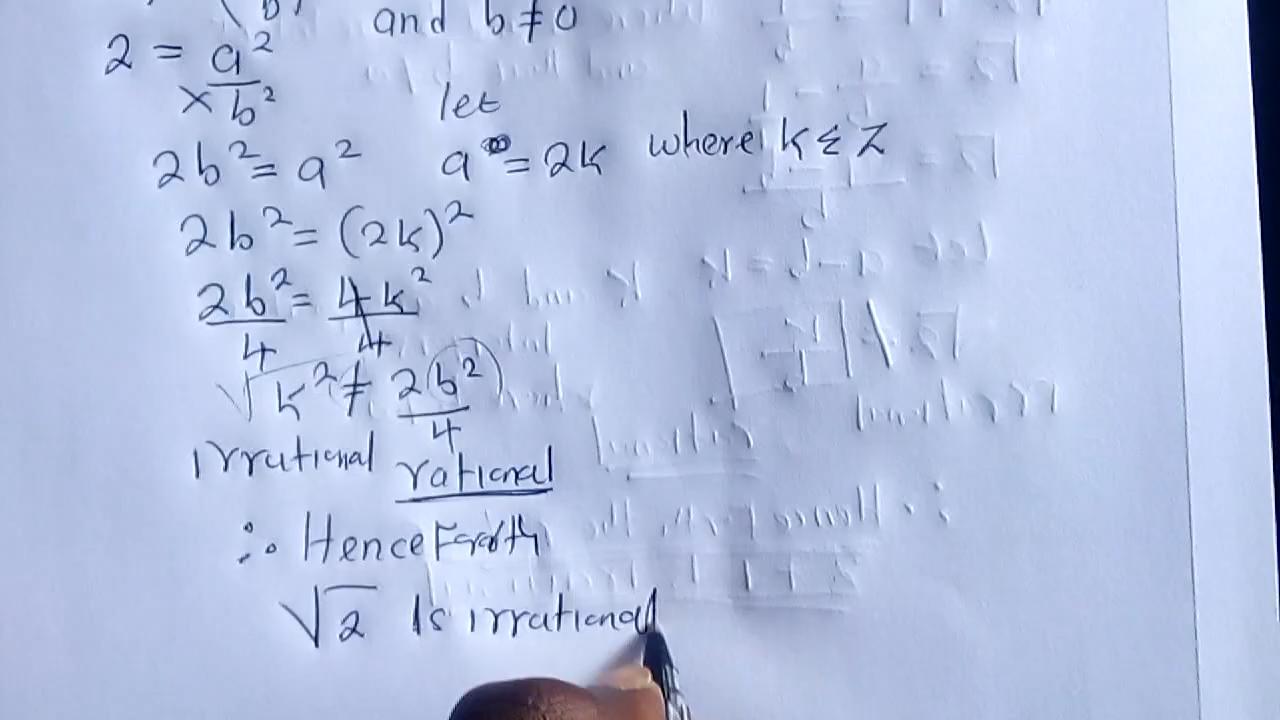 and b≠0
2 = a²
× b²
let
2b² = a² a = 2k where k ∈ Z
2b² = (2k)²
2b² = 4k²
4 4
√k² ≠ 2b²
4
irrational rational
∴ Hence Forth
√2 Is irrational